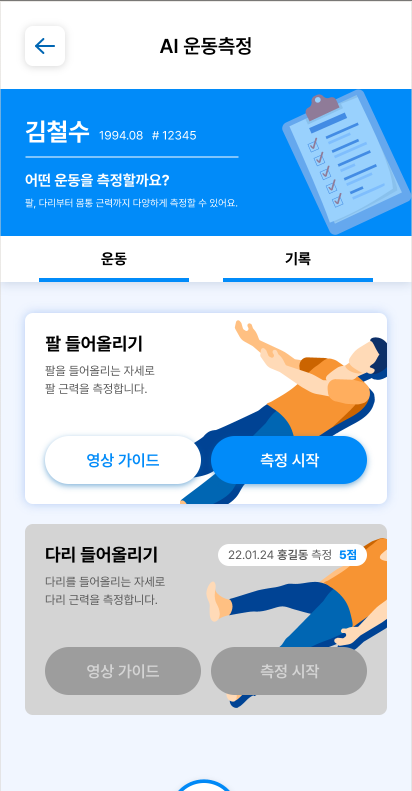 AI 운동측정
김철수 1994.08 # 12345
어떤 운동을 측정할까요?
팔, 다리부터 몸통 근력까지 다양하게 측정할 수 있어요.
운동 기록
팔 들어올리기
팔을 들어올리는 자세로
팔 근력을 측정합니다.
영상 가이드 측정 시작
다리 들어올리기 22.01.24 홍길동 측정 5점
다리를 들어올리는 자세로
다리 근력을 측정합니다.
영상 가이드 측정 시작